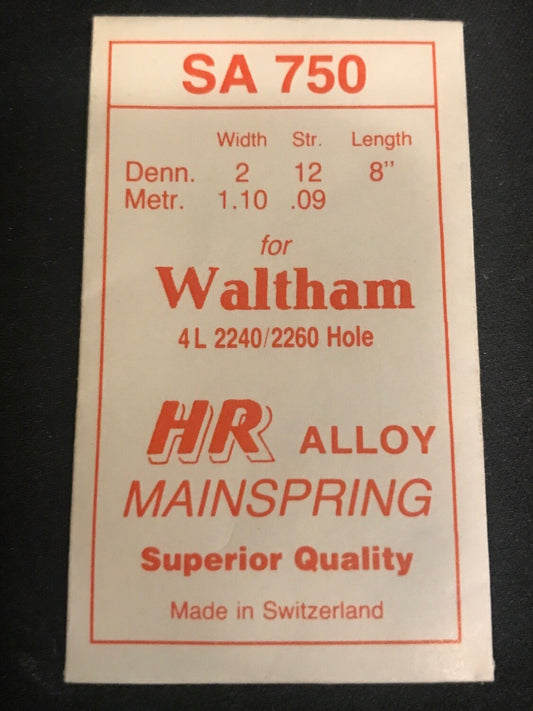 SA 750
Width Str. Length
Denn. 2 12 8"
Metr. 1.10 .09
for
Waltham
4L 2240/2260 Hole
HR ALLOY
MAINSPRING
Superior Quality
Made in Switzerland